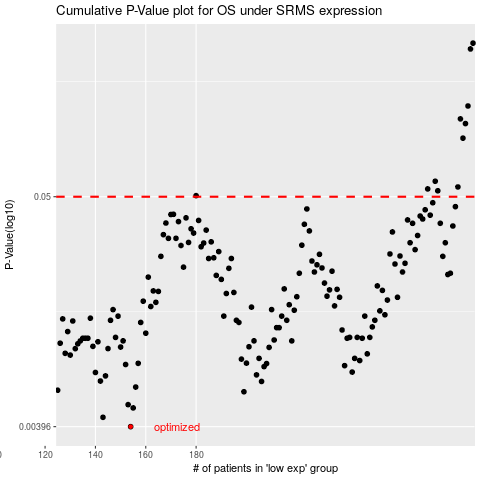 Cumulative P-Value plot for OS under SRMS expression
P-Value(log10)
0.05
0.00396
optimized
0 120 140 160 180
# of patients in 'low exp' group